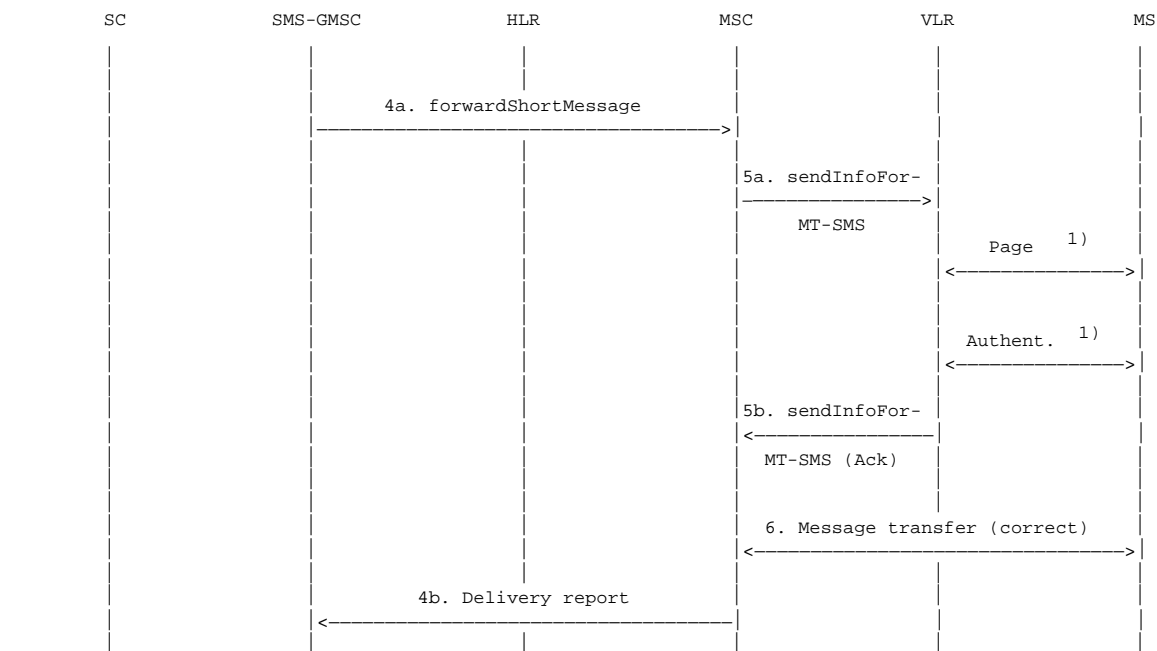 SC SMS-GMSC HLR MSC VLR MS
4a. forwardShortMessage
5a. sendInfoFor-
MT-SMS
Page 1)
Authent. 1)
5b. sendInfoFor-
MT-SMS (Ack)
6. Message transfer (correct)
4b. Delivery report